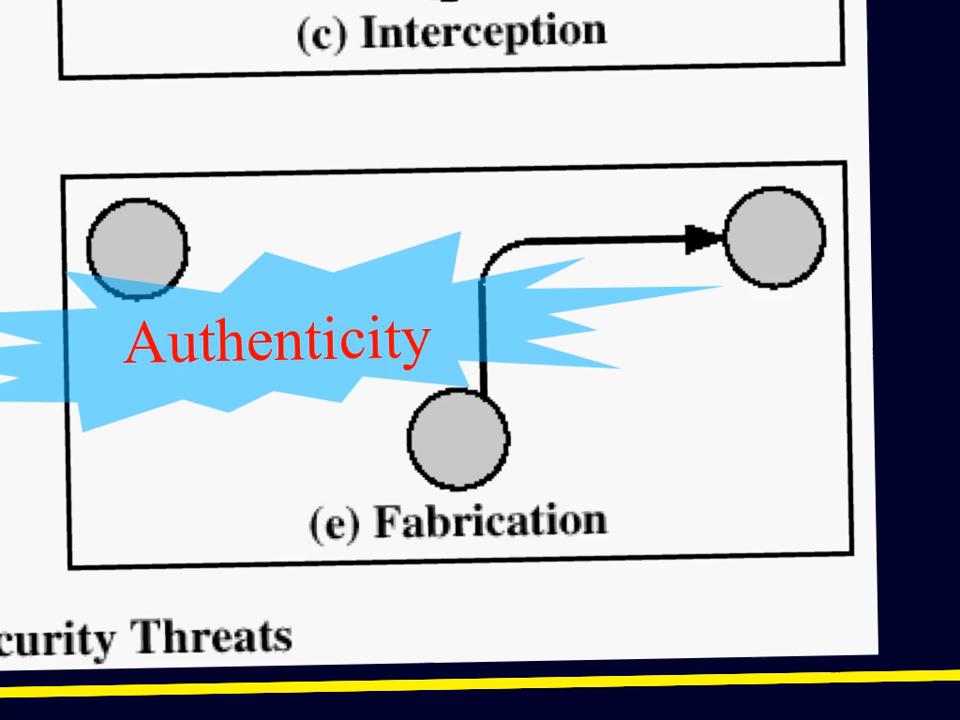 (c) Interception
Authenticity
(e) Fabrication
curity Threats